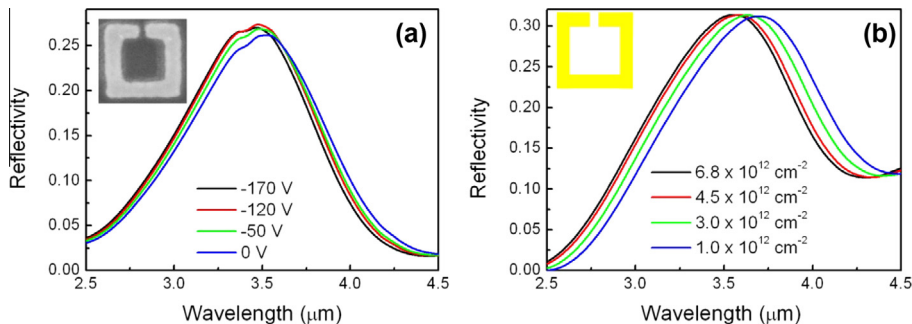 (a)
Reflectivity
0.25
0.20
0.15
0.10
0.05
0.00
-170 V
-120 V
-50 V
0 V
2.5 3.0 3.5 4.0 4.5
Wavelength (μm)
(b)
Reflectivity
0.30
0.25
0.20
0.15
0.10
0.05
0.00
6.8 x 10¹² cm⁻²
4.5 x 10¹² cm⁻²
3.0 x 10¹² cm⁻²
1.0 x 10¹² cm⁻²
2.5 3.0 3.5 4.0 4.5
Wavelength (μm)